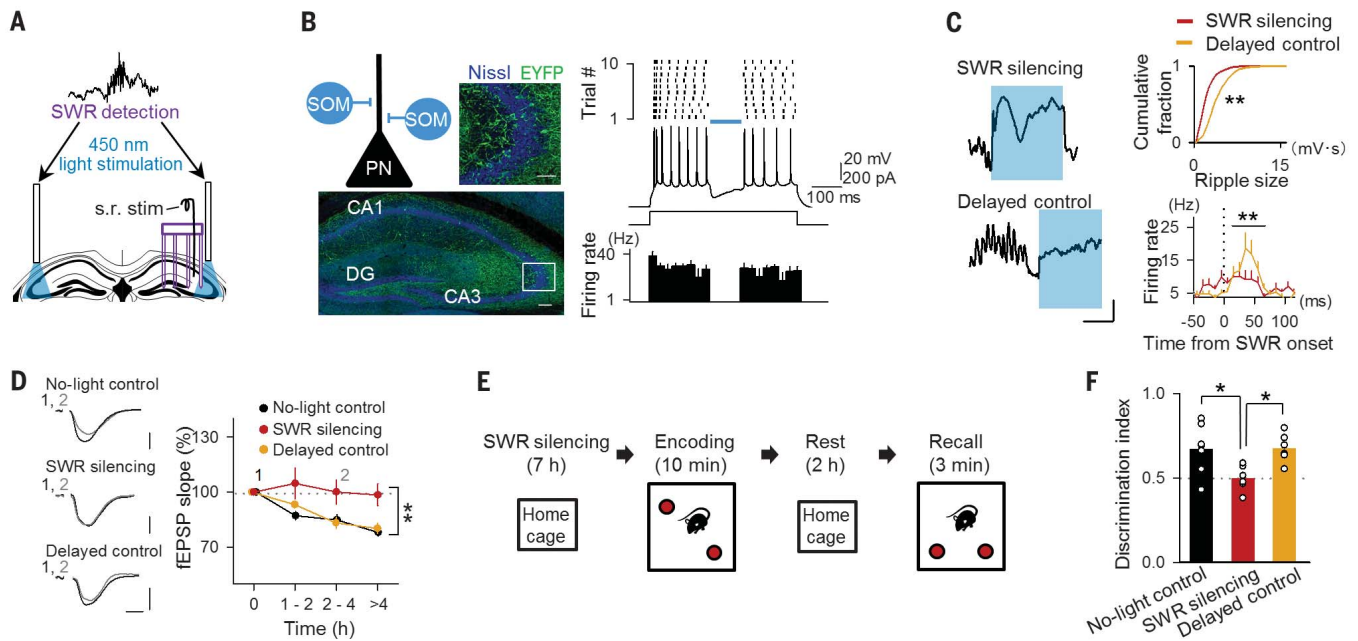 A
SWR detection
450 nm
light stimulation
s.r. stim
B
SOM
SOM
PN
Nissl EYFP
CA1
DG
CA3
Trial #
10
1
20 mV
200 pA
100 ms
Firing rate
(Hz)
40
1
C
SWR silencing
Delayed control
SWR silencing
Delayed control
Cumulative
fraction
1
0
**
0 15 (mV·s)
Ripple size
(Hz)
Firing rate
25
15
5
**
-50 0 50 100 (ms)
Time from SWR onset
D
No-light control
1, 2
SWR silencing
1, 2
Delayed control
1, 2
No-light control
SWR silencing
Delayed control
fEPSP slope (%)
130
100
70
1
2
**
0 1 - 2 2 - 4 >4
Time (h)
E
SWR silencing
(7 h)
Encoding
(10 min)
Rest
(2 h)
Recall
(3 min)
Home
cage
Home
cage
F
Discrimination index
1.0
0.5
0.0
*
*
No-light control
SWR silencing
Delayed control